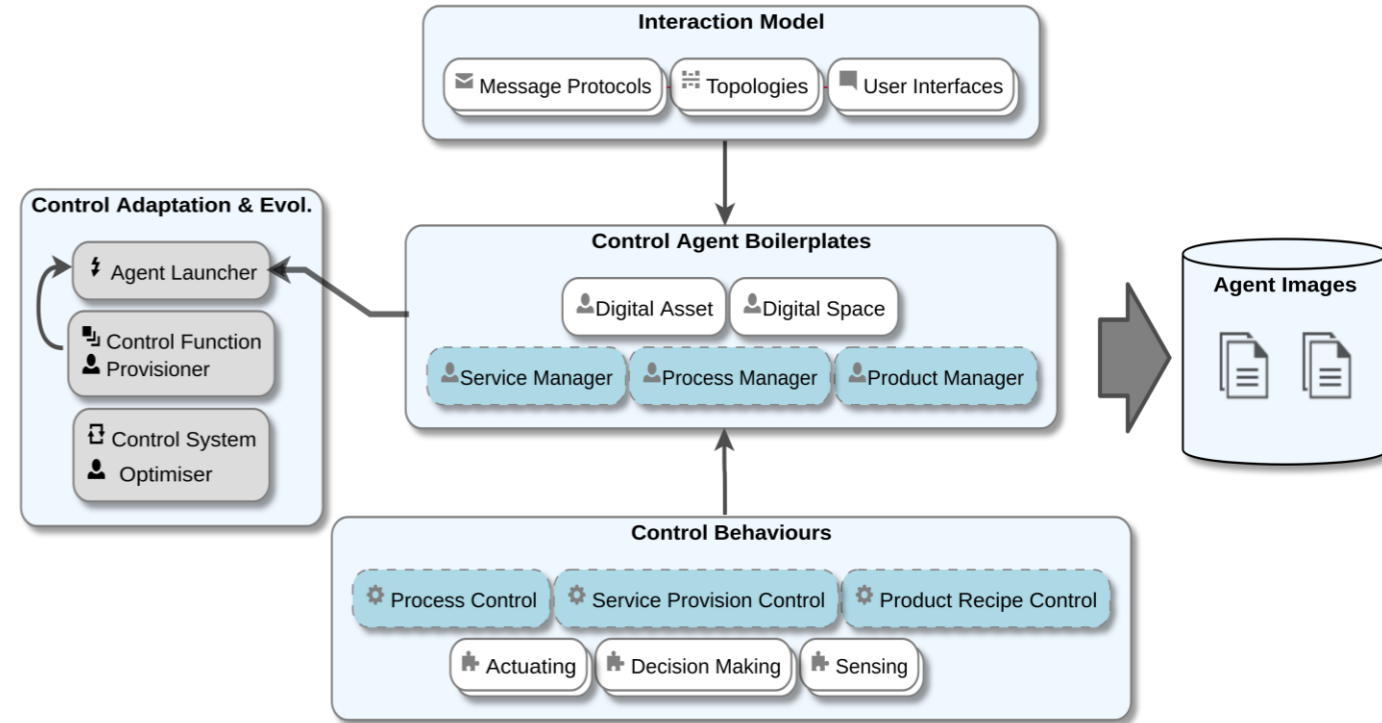 Interaction Model
Message Protocols
Topologies
User Interfaces
Control Adaptation & Evol.
Agent Launcher
Control Function
Provisioner
Control System
Optimiser
Control Agent Boilerplates
Digital Asset
Digital Space
Service Manager
Process Manager
Product Manager
Agent Images
Control Behaviours
Process Control
Service Provision Control
Product Recipe Control
Actuating
Decision Making
Sensing